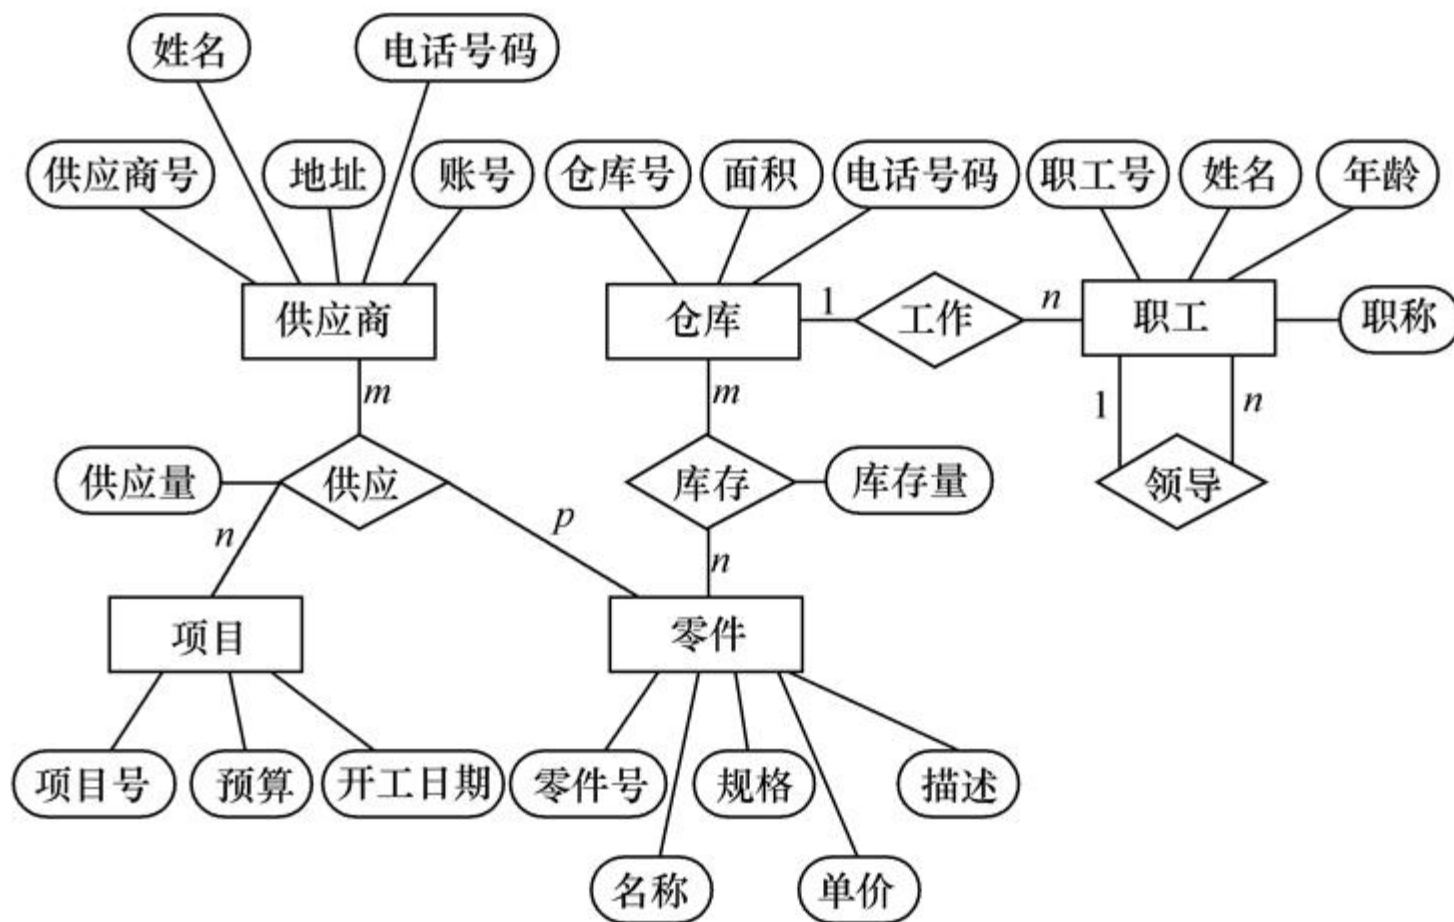 姓名 电话号码
供应商号 地址 账号 仓库号 面积 电话号码 职工号 姓名 年龄
供应商 仓库 1 工作 n 职工 职称
m m 1 n
供应量 供应 库存 库存量 领导
n p n
项目 零件
项目号 预算 开工日期 零件号 规格 描述
名称 单价